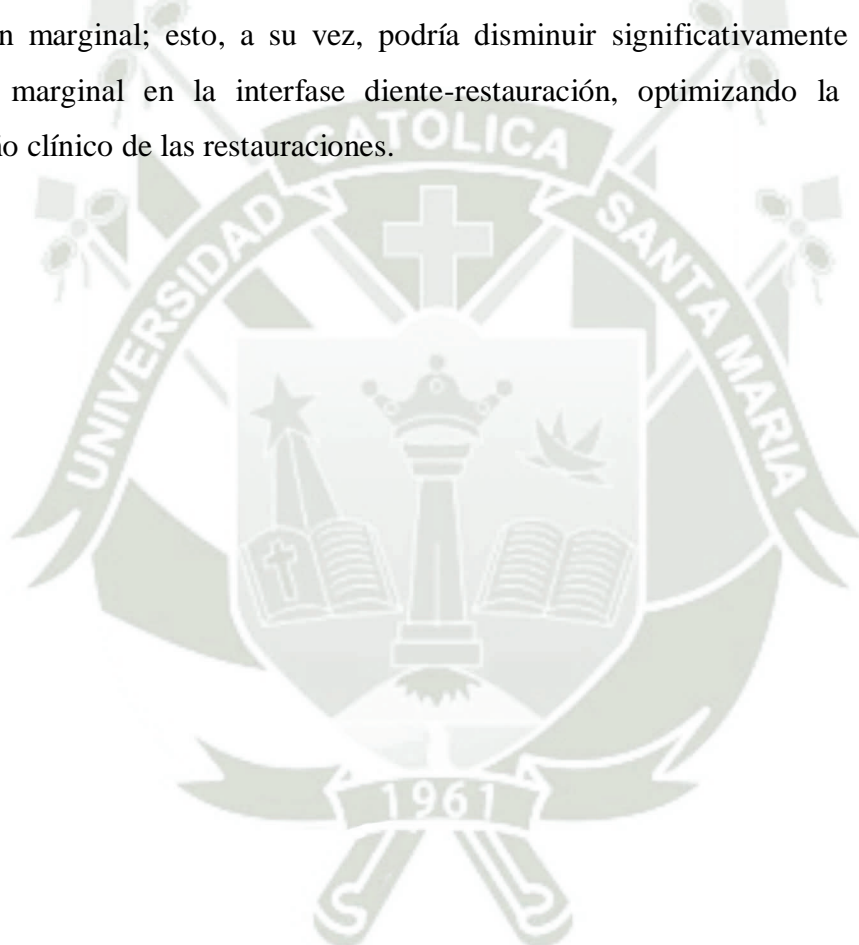 n marginal; esto, a su vez, podría disminuir significativamente
marginal en la interfase diente-restauración, optimizando la
o clínico de las restauraciones.
UNIVERSIDAD CATOLICA SANTA MARIA
1961